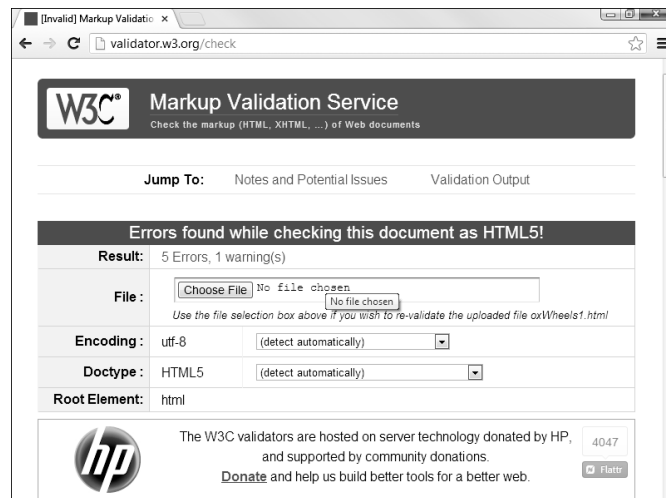 [Invalid] Markup Validatio ×
validator.w3.org/check
W3C®
Markup Validation Service
Check the markup (HTML, XHTML, …) of Web documents
Jump To: Notes and Potential Issues Validation Output
Errors found while checking this document as HTML5!
Result: 5 Errors, 1 warning(s)
File : Choose File No file chosen
No file chosen
Use the file selection box above if you wish to re-validate the uploaded file oxWheels1.html
Encoding : utf-8 (detect automatically)
Doctype : HTML5 (detect automatically)
Root Element: html
hp
The W3C validators are hosted on server technology donated by HP,
and supported by community donations.
Donate and help us build better tools for a better web.
4047
Flattr